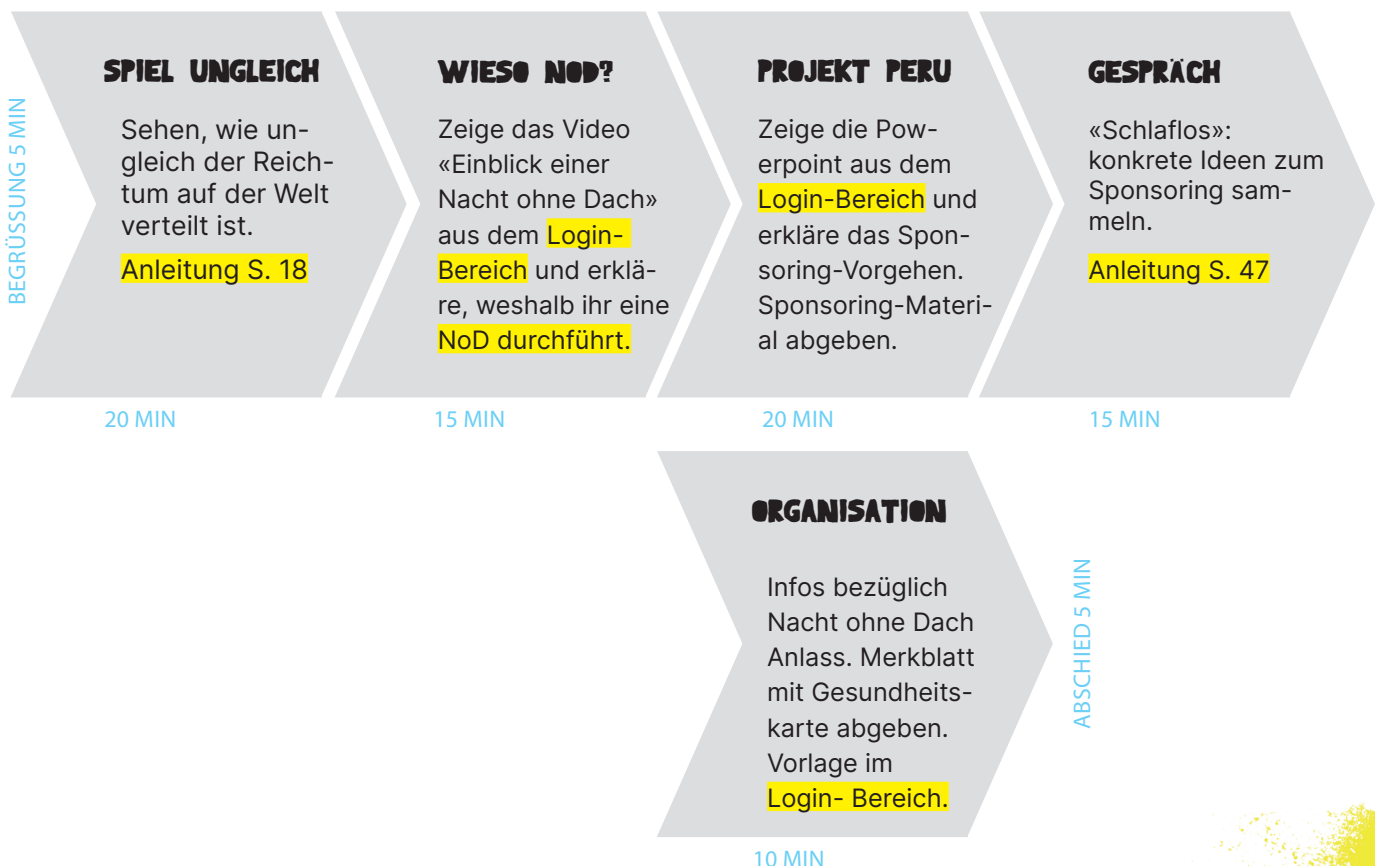 BEGRÜSSUNG 5 MIN
SPIEL UNGLEICH
Sehen, wie un-
gleich der Reich-
tum auf der Welt
verteilt ist.
Anleitung S. 18
20 MIN
WIESO NOD?
Zeige das Video
«Einblick einer
Nacht ohne Dach»
aus dem Login-
Bereich und erklä-
re, weshalb ihr eine
NoD durchführt.
15 MIN
PROJEKT PERU
Zeige die Pow-
erpoint aus dem
Login-Bereich und
erkläre das Spon-
soring-Vorgehen.
Sponsoring-Materi-
al abgeben.
20 MIN
GESPRÄCH
«Schlaflos»:
konkrete Ideen zum
Sponsoring sam-
meln.
Anleitung S. 47
15 MIN
ORGANISATION
Infos bezüglich
Nacht ohne Dach
Anlass. Merkblatt
mit Gesundheits-
karte abgeben.
Vorlage im
Login- Bereich.
10 MIN
ABSCHIED 5 MIN